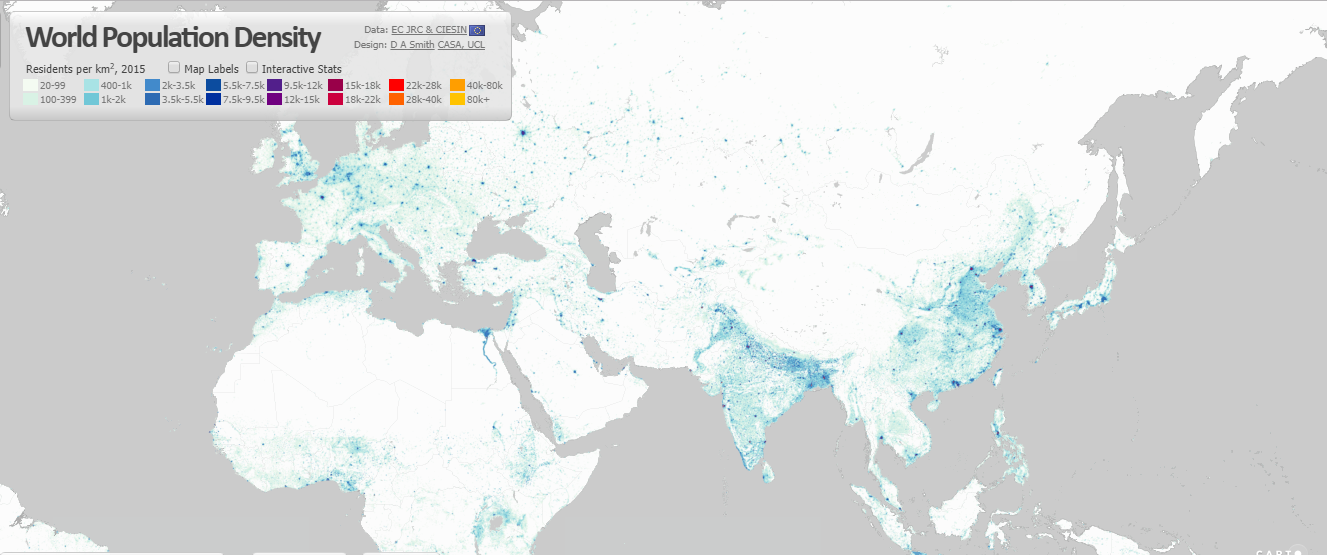 World Population Density
Data: EC JRC & CIESIN
Design: D A Smith CASA, UCL
Residents per km², 2015 Map Labels Interactive Stats
20-99 400-1k 2k-3.5k 5.5k-7.5k 9.5k-12k 15k-18k 22k-28k 40k-80k
100-399 1k-2k 3.5k-5.5k 7.5k-9.5k 12k-15k 18k-22k 28k-40k 80k+